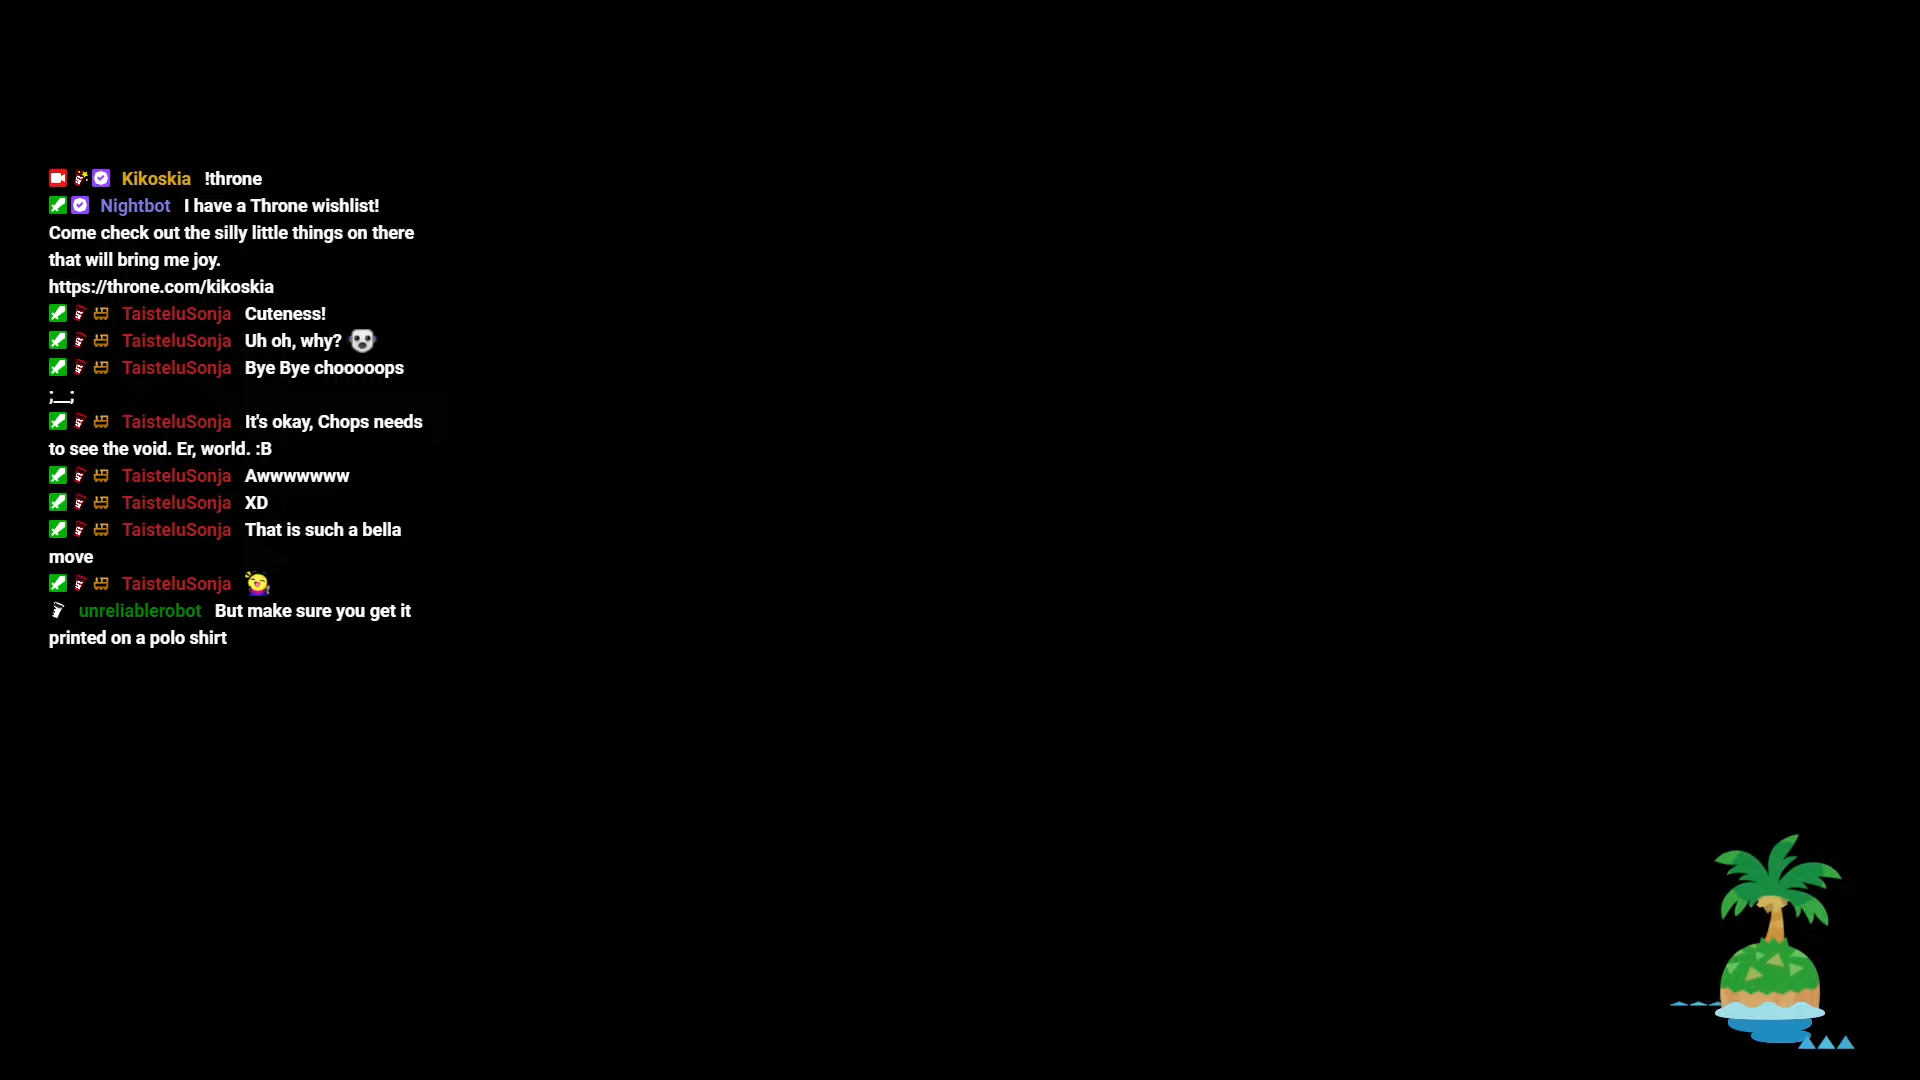 Kikoskia !throne
Nightbot I have a Throne wishlist!
Come check out the silly little things on there
that will bring me joy.
https://throne.com/kikoskia
TaisteluSonja Cuteness!
TaisteluSonja Uh oh, why?
TaisteluSonja Bye Bye chooooops
;__;
TaisteluSonja It's okay, Chops needs
to see the void. Er, world. :B
TaisteluSonja Awwwwwww
TaisteluSonja XD
TaisteluSonja That is such a bella
move
TaisteluSonja
unreliablerobot But make sure you get it
printed on a polo shirt